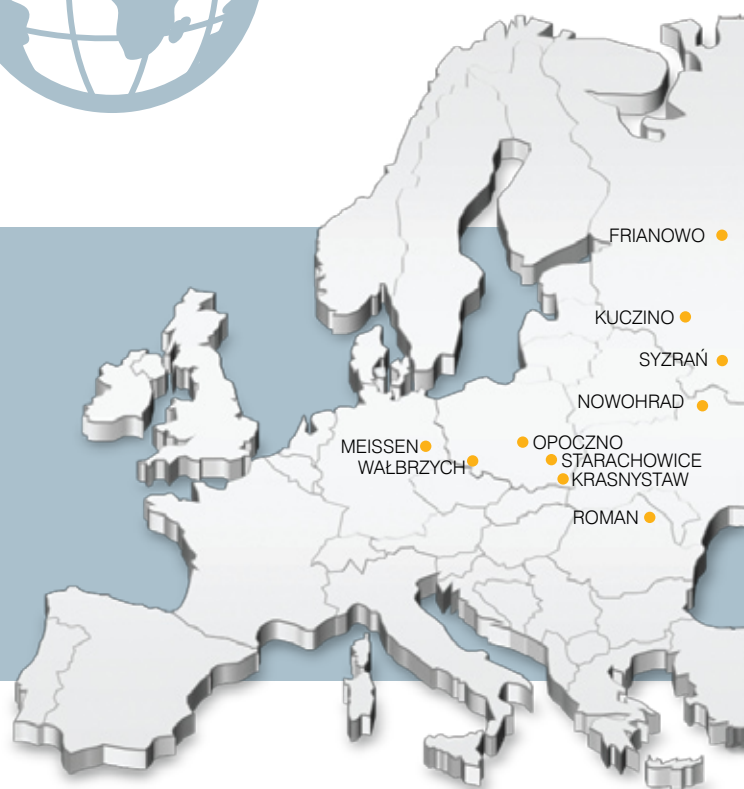 FRIANOWO
KUCZINO
SYZRAŃ
NOWOHRAD
MEISSEN
OPOCZNO
WAŁBRZYCH
STARACHOWICE
KRASNYSTAW
ROMAN